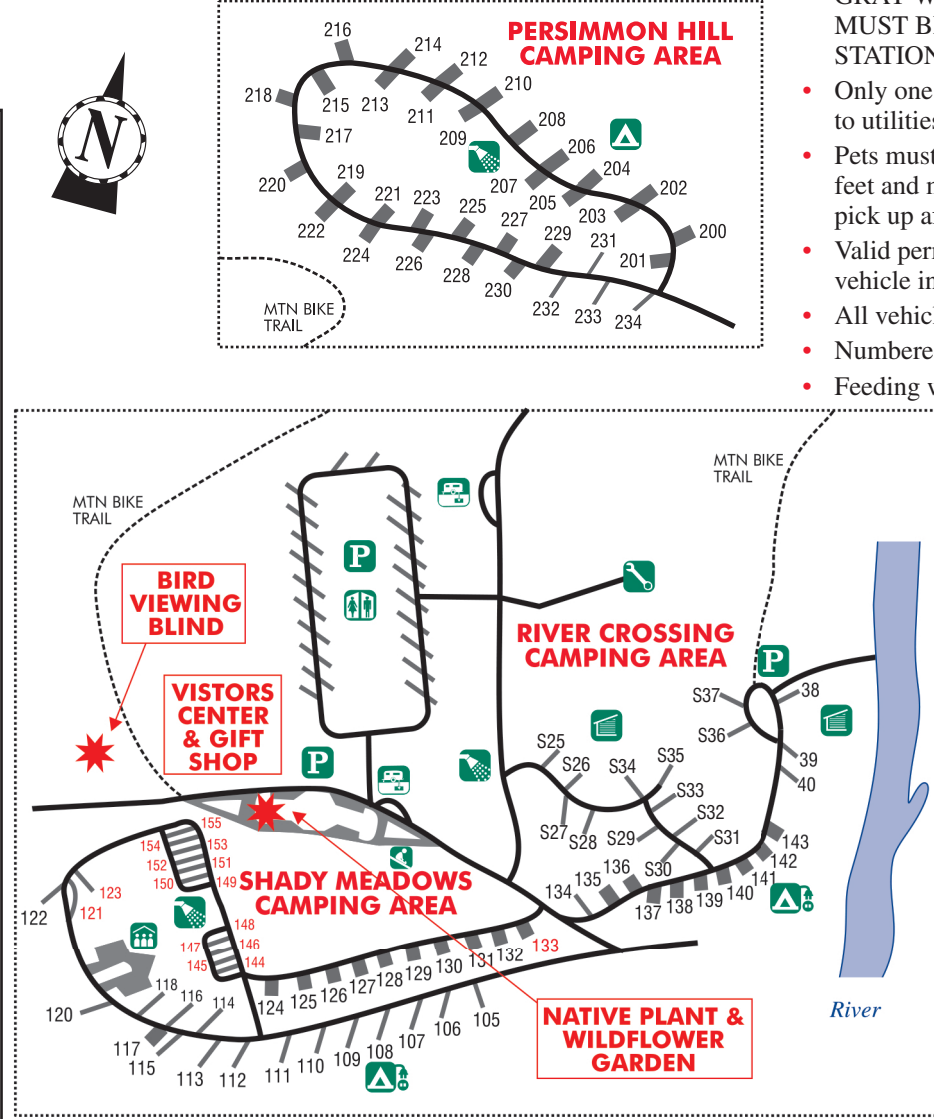 GRAY W
MUST B
STATION
• Only one
to utilities
• Pets must
feet and m
pick up a
• Valid per
vehicle in
• All vehicl
• Numbere
• Feeding v
N
PERSIMMON HILL
CAMPING AREA
216
214
212
210
218
215
213
211
208
217
209
206
204
220
219
207
202
222
221
223
225
205
203
224
226
227
229
231
200
228
201
230
232
233
234
MTN BIKE
TRAIL
MTN BIKE
TRAIL
MTN BIKE
TRAIL
BIRD
VIEWING
BLIND
P
RIVER CROSSING
CAMPING AREA
P
VISTORS
CENTER
& GIFT
SHOP
P
S37
38
S36
39
40
S25
S26
S34
S35
S33
S32
S27
S28
S29
S31
S30
143
142
141
140
139
138
137
136
135
134
155
154
153
152
151
150
149
SHADY MEADOWS
CAMPING AREA
123
122
121
148
147
146
145
144
133
132
131
130
129
128
127
126
125
124
120
118
116
114
117
115
113
112
111
110
109
108
107
106
105
NATIVE PLANT &
WILDFLOWER
GARDEN
River